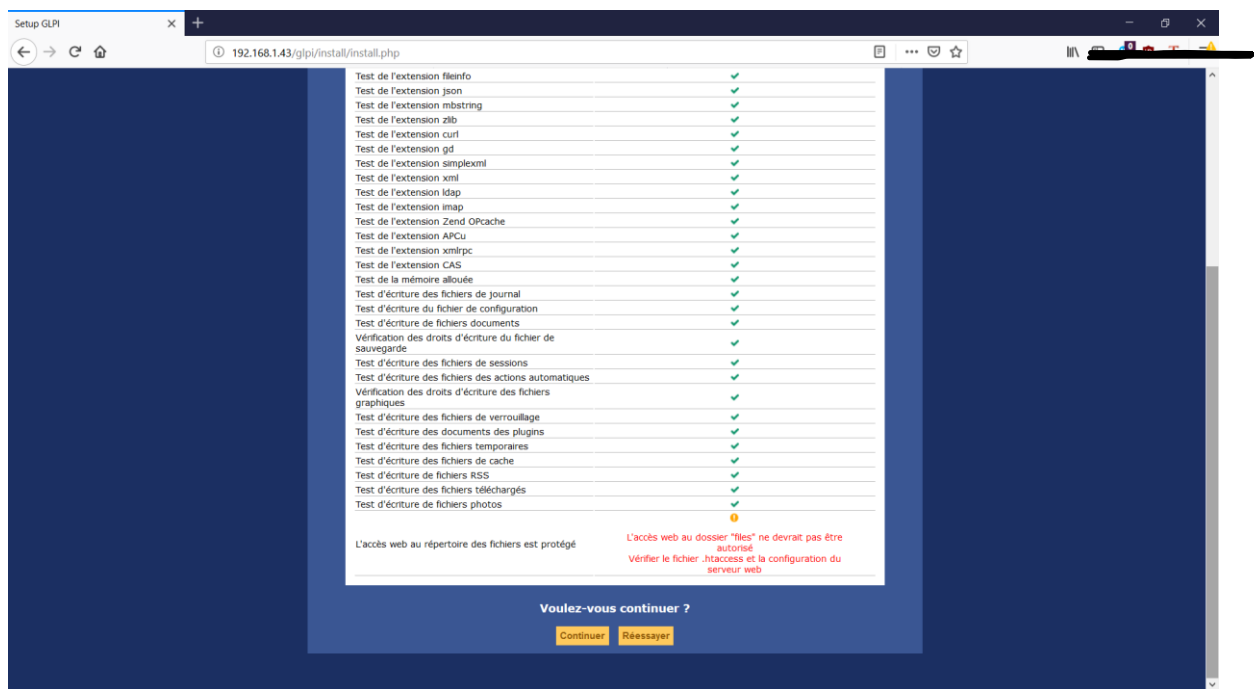 Setup GLPI
192.168.1.43/glpi/install/install.php
Test de l'extension fileinfo
Test de l'extension json
Test de l'extension mbstring
Test de l'extension zlib
Test de l'extension curl
Test de l'extension gd
Test de l'extension simplexml
Test de l'extension xml
Test de l'extension ldap
Test de l'extension imap
Test de l'extension Zend OPcache
Test de l'extension APCu
Test de l'extension xmlrpc
Test de l'extension CAS
Test de la mémoire allouée
Test d'écriture des fichiers de journal
Test d'écriture du fichier de configuration
Test d'écriture de fichiers documents
Vérification des droits d'écriture du fichier de
sauvegarde
Test d'écriture des fichiers de sessions
Test d'écriture des fichiers des actions automatiques
Vérification des droits d'écriture des fichiers
graphiques
Test d'écriture des fichiers de verrouillage
Test d'écriture des documents des plugins
Test d'écriture des fichiers temporaires
Test d'écriture des fichiers de cache
Test d'écriture de fichiers RSS
Test d'écriture des fichiers téléchargés
Test d'écriture de fichiers photos
L'accès web au répertoire des fichiers est protégé
L'accès web au dossier "files" ne devrait pas être
autorisé
Vérifier le fichier .htaccess et la configuration du
serveur web
Voulez-vous continuer ?
Continuer
Réessayer